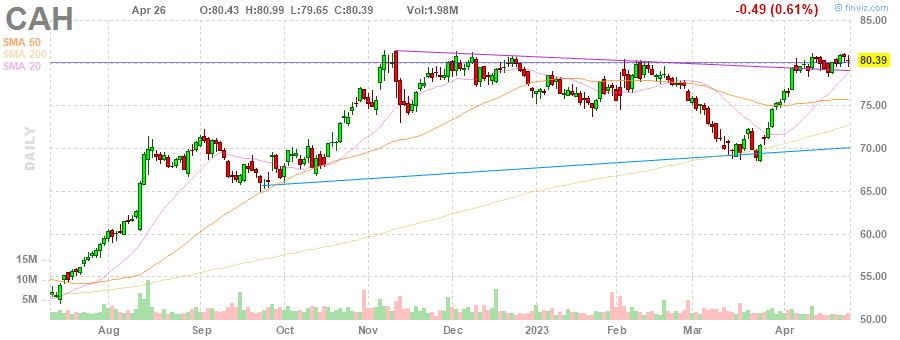 CAH
Apr 26 O:80.43 H:80.99 L:79.65 C:80.39 Vol:1.98M -0.49 (0.61%)
© finviz.com
SMA 50
SMA 200
SMA 20
DAILY
85.00
80.39
75.00
70.00
65.00
60.00
55.00
50.00
15M
10M
5M
Aug Sep Oct Nov Dec 2023 Feb Mar Apr